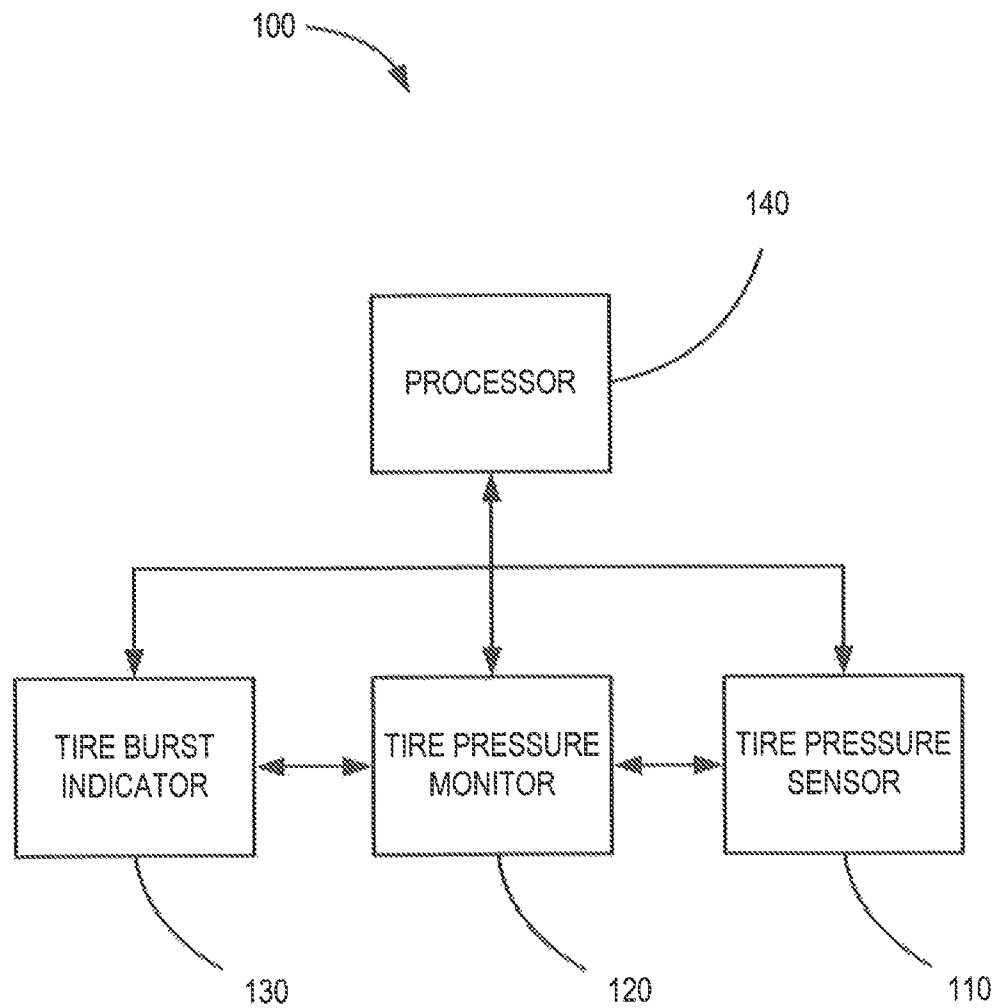 100
140
PROCESSOR
TIRE BURST
INDICATOR
TIRE PRESSURE
MONITOR
TIRE PRESSURE
SENSOR
130
120
110